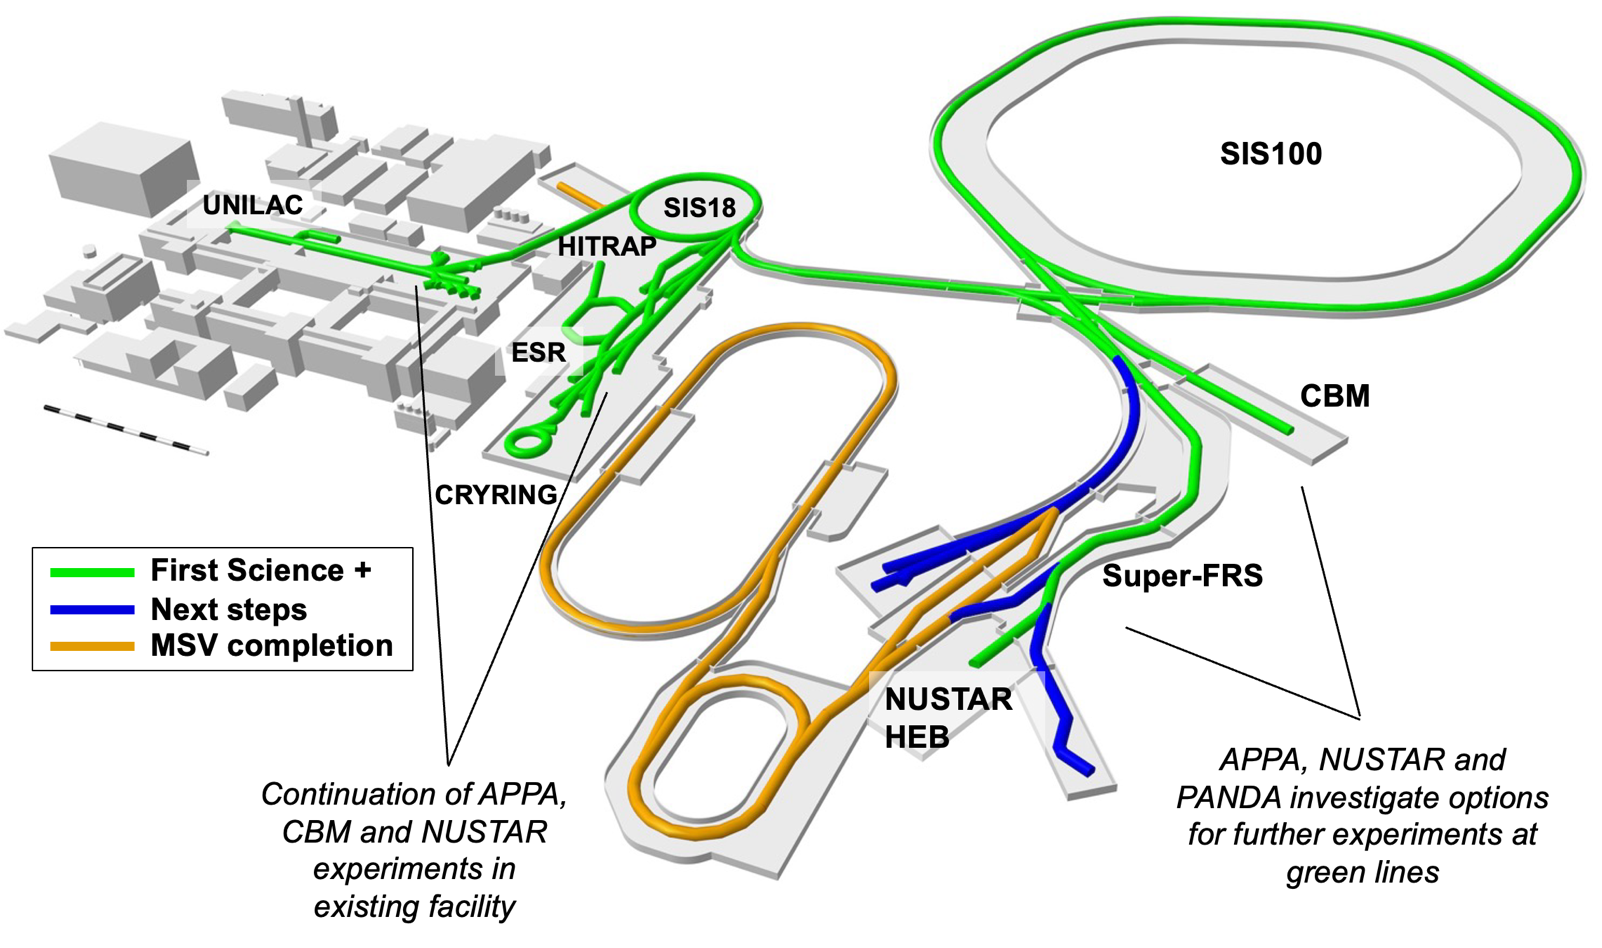 SIS100
UNILAC
SIS18
HITRAP
ESR
CBM
CRYRING
First Science +
Next steps
MSV completion
Super-FRS
NUSTAR
HEB
Continuation of APPA,
CBM and NUSTAR
experiments in
existing facility
APPA, NUSTAR and
PANDA investigate options
for further experiments at
green lines